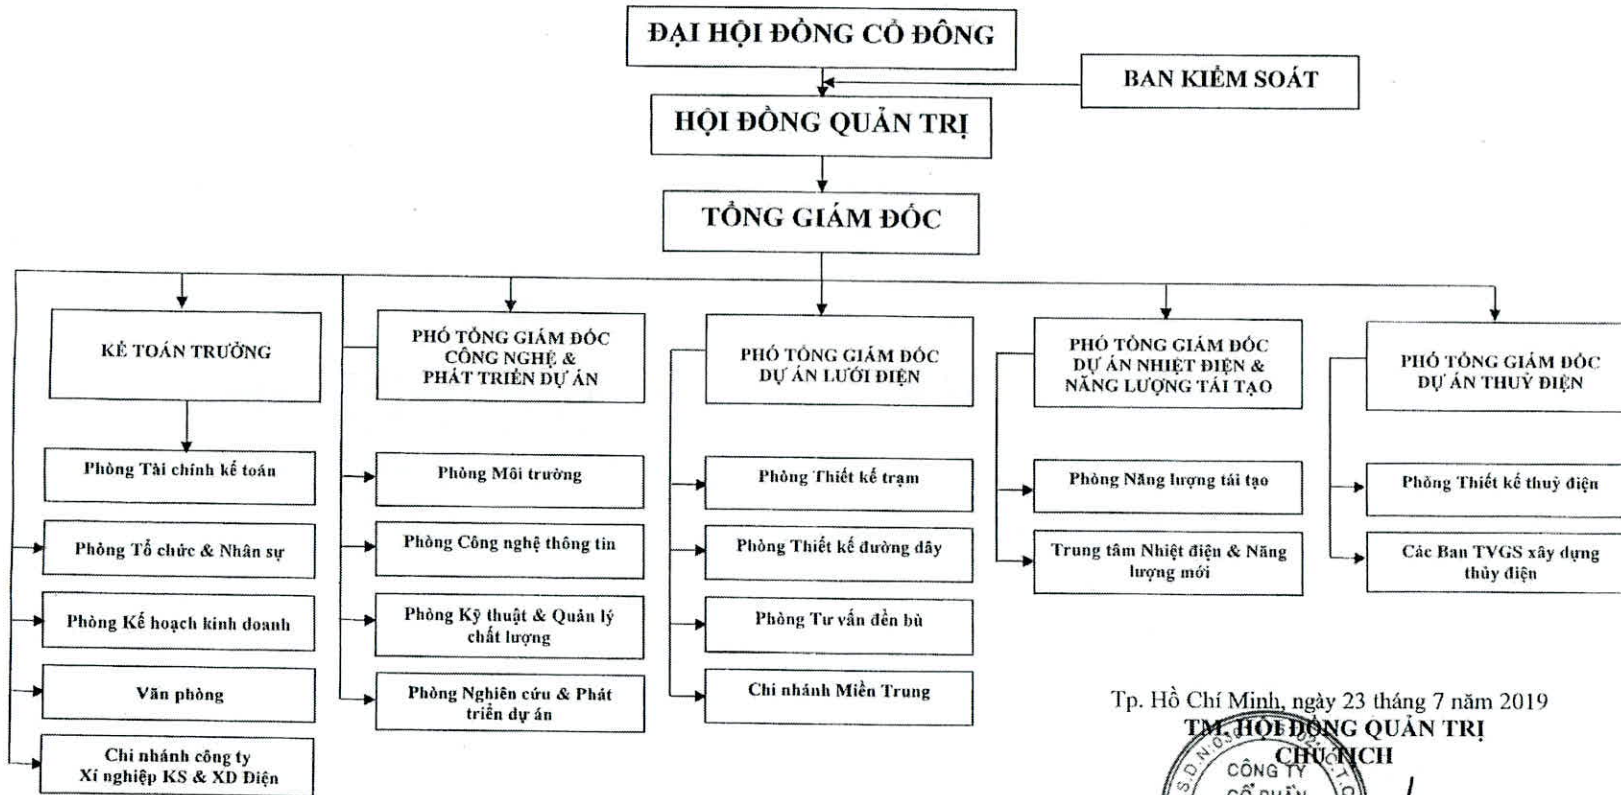 ĐẠI HỘI ĐỒNG CỔ ĐÔNG
BAN KIỂM SOÁT
HỘI ĐỒNG QUẢN TRỊ
TỔNG GIÁM ĐỐC
KẾ TOÁN TRƯỞNG
PHÓ TỔNG GIÁM ĐỐC
CÔNG NGHỆ &
PHÁT TRIỂN DỰ ÁN
PHÓ TỔNG GIÁM ĐỐC
DỰ ÁN LƯỚI ĐIỆN
PHÓ TỔNG GIÁM ĐỐC
DỰ ÁN NHIỆT ĐIỆN &
NĂNG LƯỢNG TÁI TẠO
PHÓ TỔNG GIÁM ĐỐC
DỰ ÁN THUỶ ĐIỆN
Phòng Tài chính kế toán
Phòng Tổ chức & Nhân sự
Phòng Kế hoạch kinh doanh
Văn phòng
Chi nhánh công ty
Xí nghiệp KS & XD Điện
Phòng Môi trường
Phòng Công nghệ thông tin
Phòng Kỹ thuật & Quản lý
chất lượng
Phòng Nghiên cứu & Phát
triển dự án
Phòng Thiết kế trạm
Phòng Thiết kế đường dây
Phòng Tư vấn đền bù
Chi nhánh Miền Trung
Phòng Năng lượng tái tạo
Trung tâm Nhiệt điện & Năng
lượng mới
Phòng Thiết kế thuỷ điện
Các Ban TVGS xây dựng
thủy điện
Tp. Hồ Chí Minh, ngày 23 tháng 7 năm 2019
TM. HỘI ĐỒNG QUẢN TRỊ
CHỦ TỊCH
CÔNG TY
CỔ PHẦN